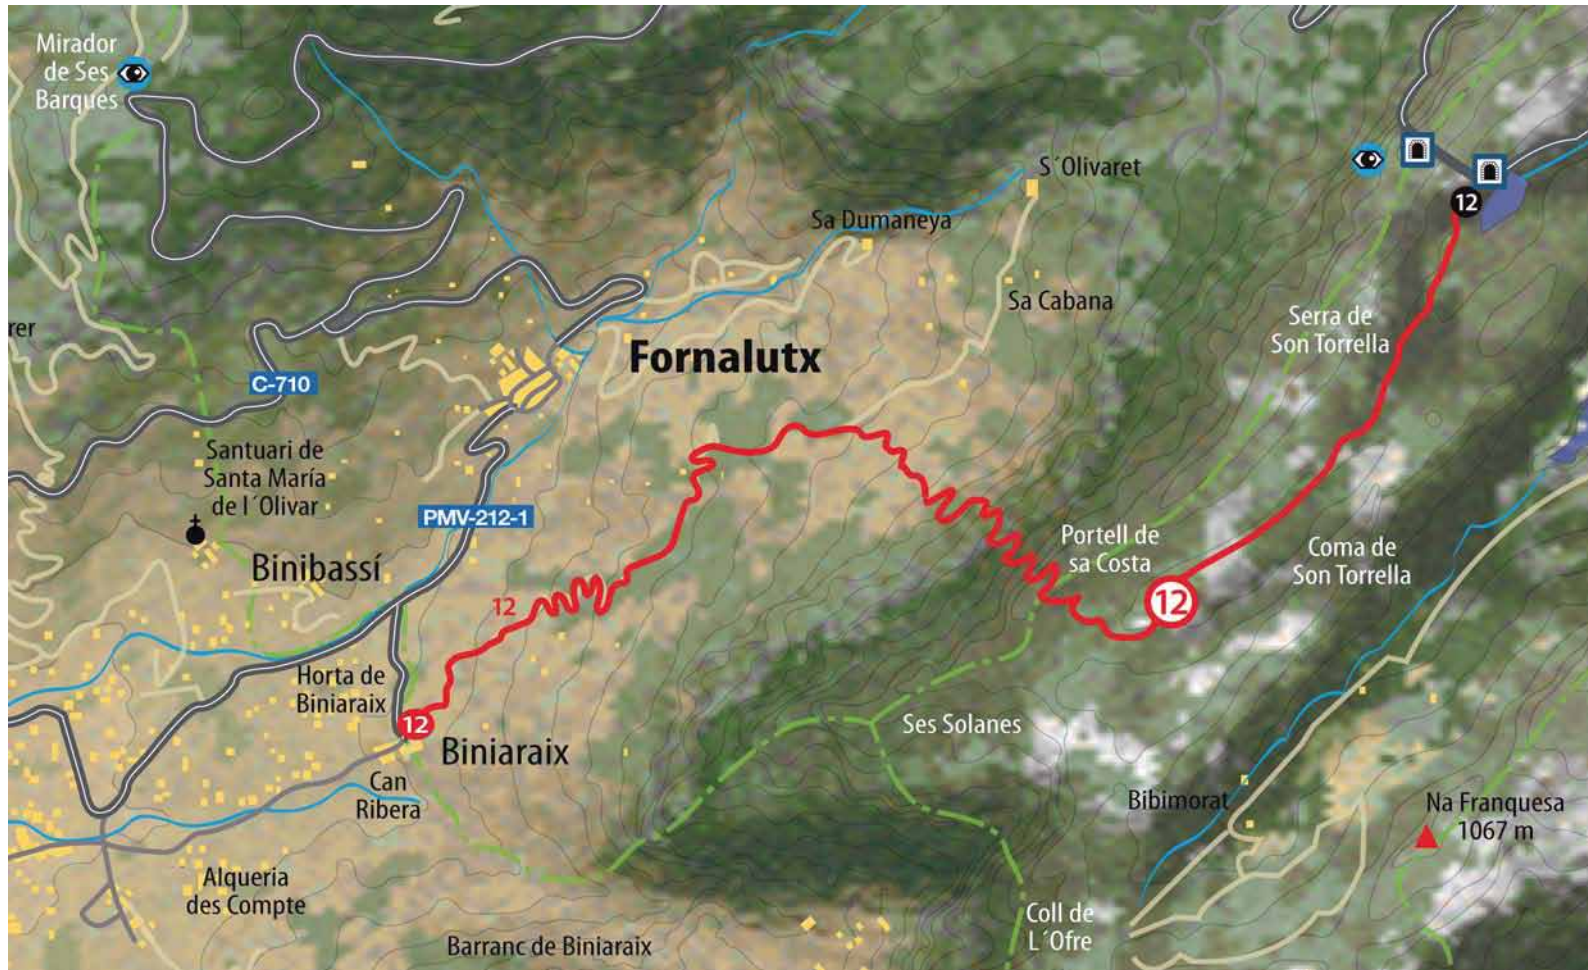 Mirador
de Ses
Barques
S´Olivaret
12
Sa Dumaneya
Sa Cabana
Serra de
Son Torrella
rer
Fornalutx
C-710
Santuari de
Santa María
de l´Olivar
PMV-212-1
Portell de
sa Costa
Coma de
Son Torrella
Binibassí
12
12
Horta de
Biniaraix
12
Ses Solanes
Biniaraix
Can
Ribera
Bibimorat
Na Franquesa
1067 m
Alqueria
des Compte
Coll de
L´Ofre
Barranc de Biniaraix